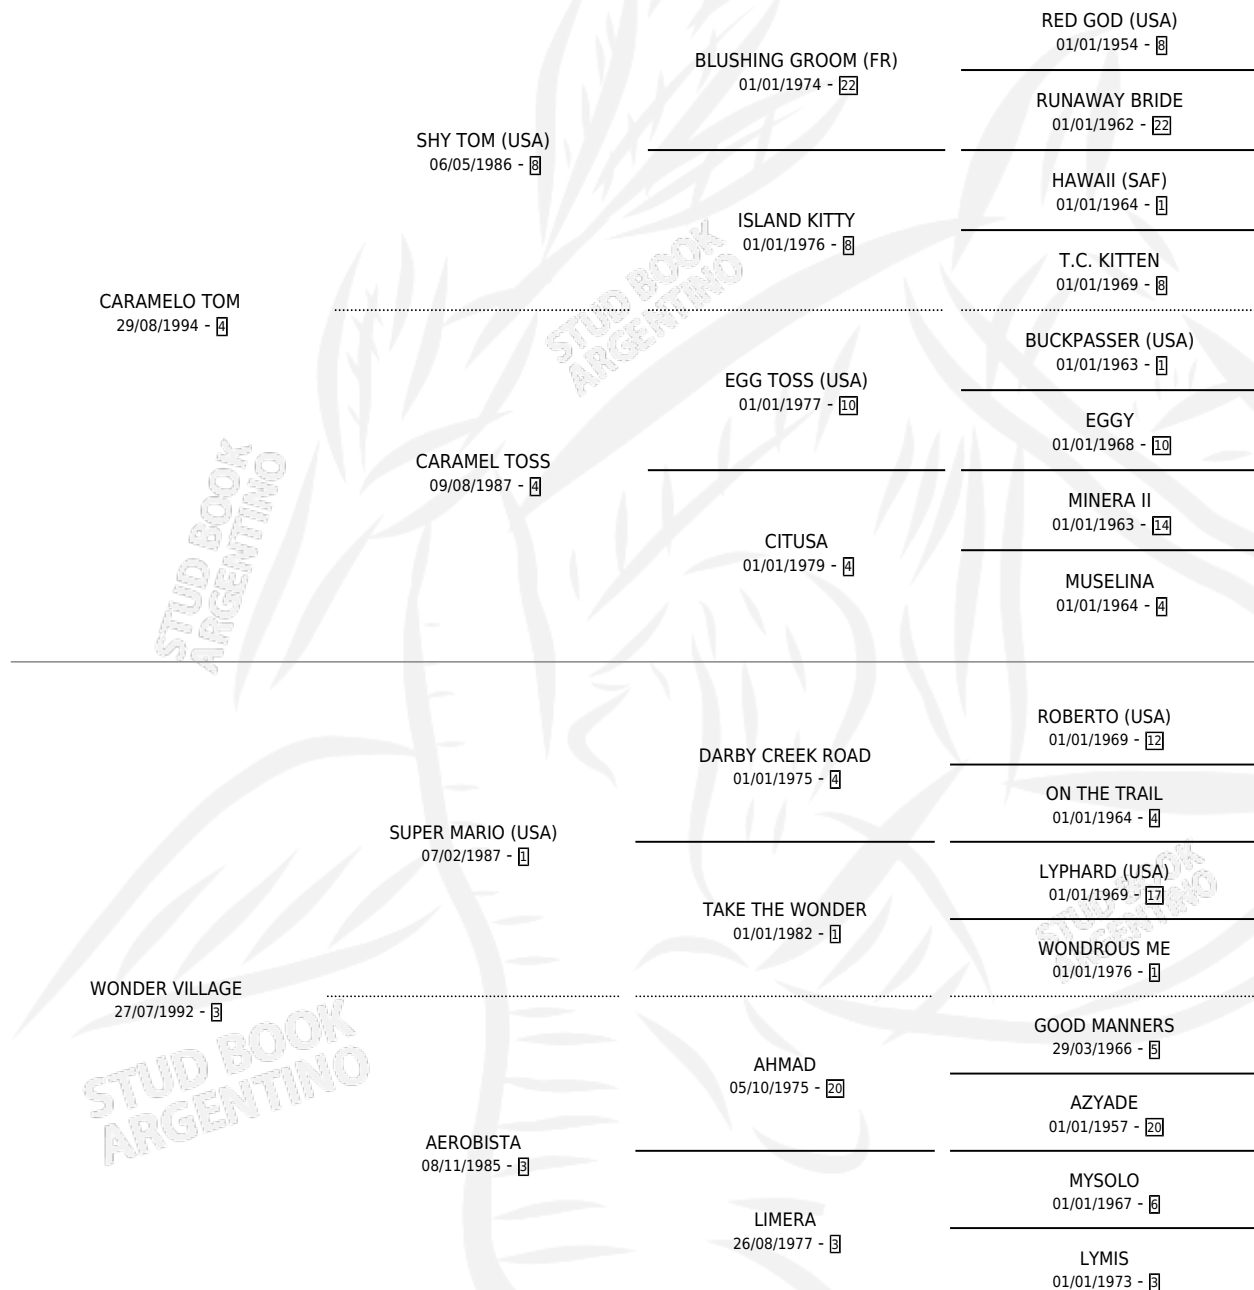 RED GOD (USA)
01/01/1954 - 8
BLUSHING GROOM (FR)
01/01/1974 - 22
RUNAWAY BRIDE
01/01/1962 - 22
SHY TOM (USA)
06/05/1986 - 8
HAWAII (SAF)
01/01/1964 - 1
ISLAND KITTY
01/01/1976 - 8
T.C. KITTEN
01/01/1969 - 8
CARAMELO TOM
29/08/1994 - 4
BUCKPASSER (USA)
01/01/1963 - 1
EGG TOSS (USA)
01/01/1977 - 10
EGGY
01/01/1968 - 10
CARAMEL TOSS
09/08/1987 - 4
MINERA II
01/01/1963 - 14
CITUSA
01/01/1979 - 4
MUSELINA
01/01/1964 - 4
ROBERTO (USA)
01/01/1969 - 12
DARBY CREEK ROAD
01/01/1975 - 4
ON THE TRAIL
01/01/1964 - 4
SUPER MARIO (USA)
07/02/1987 - 1
LYPHARD (USA)
01/01/1969 - 17
TAKE THE WONDER
01/01/1982 - 1
WONDROUS ME
01/01/1976 - 1
WONDER VILLAGE
27/07/1992 - 3
GOOD MANNERS
29/03/1966 - 5
AHMAD
05/10/1975 - 20
AZYADE
01/01/1957 - 20
AEROBISTA
08/11/1985 - 3
MYSOLO
01/01/1967 - 6
LIMERA
26/08/1977 - 3
LYMIS
01/01/1973 - 3
STUD BOOK
ARGENTINO
STUD BOOK
ARGENTINO
STUD BOOK
ARGENTINO
STUD BOOK
ARGENTINO